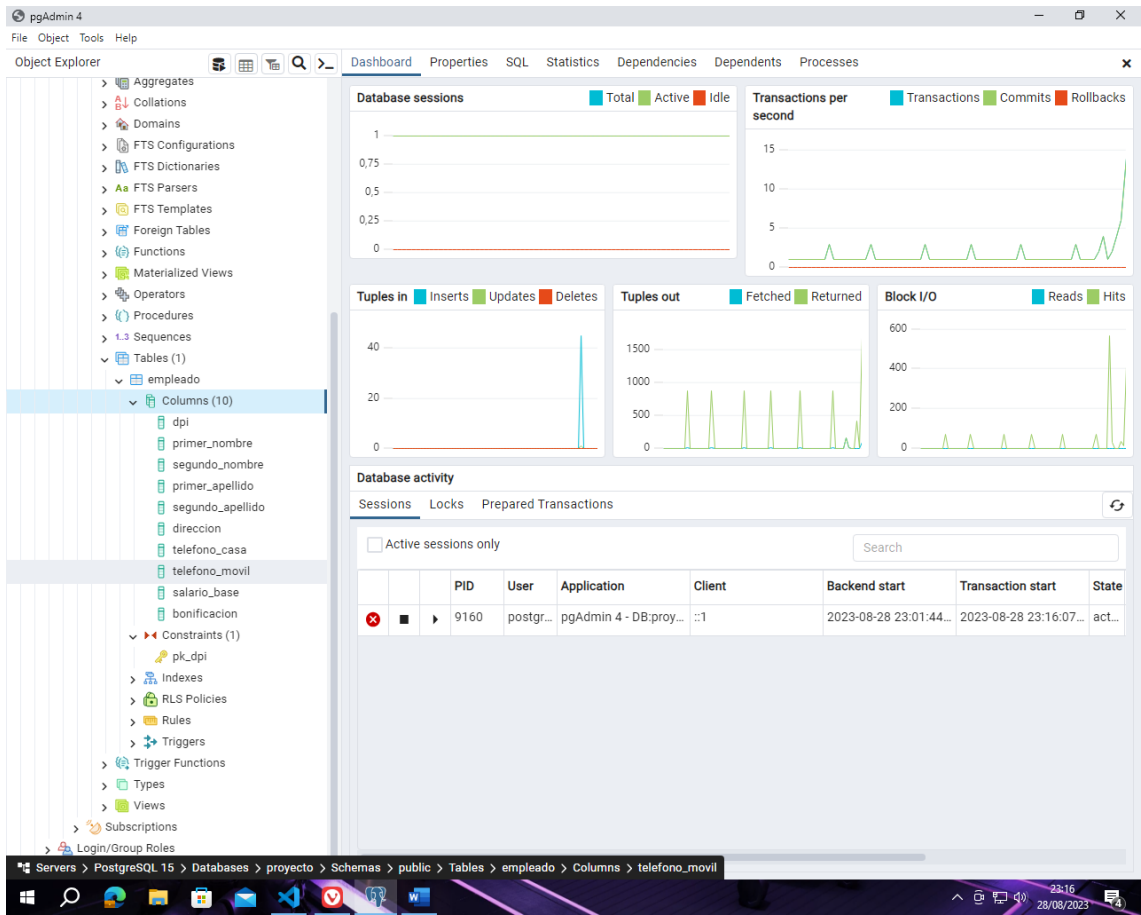 pgAdmin 4
File Object Tools Help
Object Explorer
Dashboard Properties SQL Statistics Dependencies Dependents Processes
Aggregates
Collations
Domains
FTS Configurations
FTS Dictionaries
Aa FTS Parsers
FTS Templates
Foreign Tables
Functions
Materialized Views
Operators
Procedures
1..3 Sequences
Tables (1)
empleado
Columns (10)
dpi
primer_nombre
segundo_nombre
primer_apellido
segundo_apellido
direccion
telefono_casa
telefono_movil
salario_base
bonificacion
Constraints (1)
pk_dpi
Indexes
RLS Policies
Rules
Triggers
Trigger Functions
Types
Views
Subscriptions
Login/Group Roles
Database sessions Total Active Idle
1
0,75
0,5
0,25
0
Transactions per second Transactions Commits Rollbacks
15
10
5
0
Tuples in Inserts Updates Deletes
40
20
0
Tuples out Fetched Returned
1500
1000
500
0
Block I/O Reads Hits
600
400
200
0
Database activity
Sessions Locks Prepared Transactions
Active sessions only
Search
PID User Application Client Backend start Transaction start State
9160 postgr... pgAdmin 4 - DB:proy... ::1 2023-08-28 23:01:44... 2023-08-28 23:16:07... act...
Servers > PostgreSQL 15 > Databases > proyecto > Schemas > public > Tables > empleado > Columns > telefono_movil
23:16
28/08/2023
4